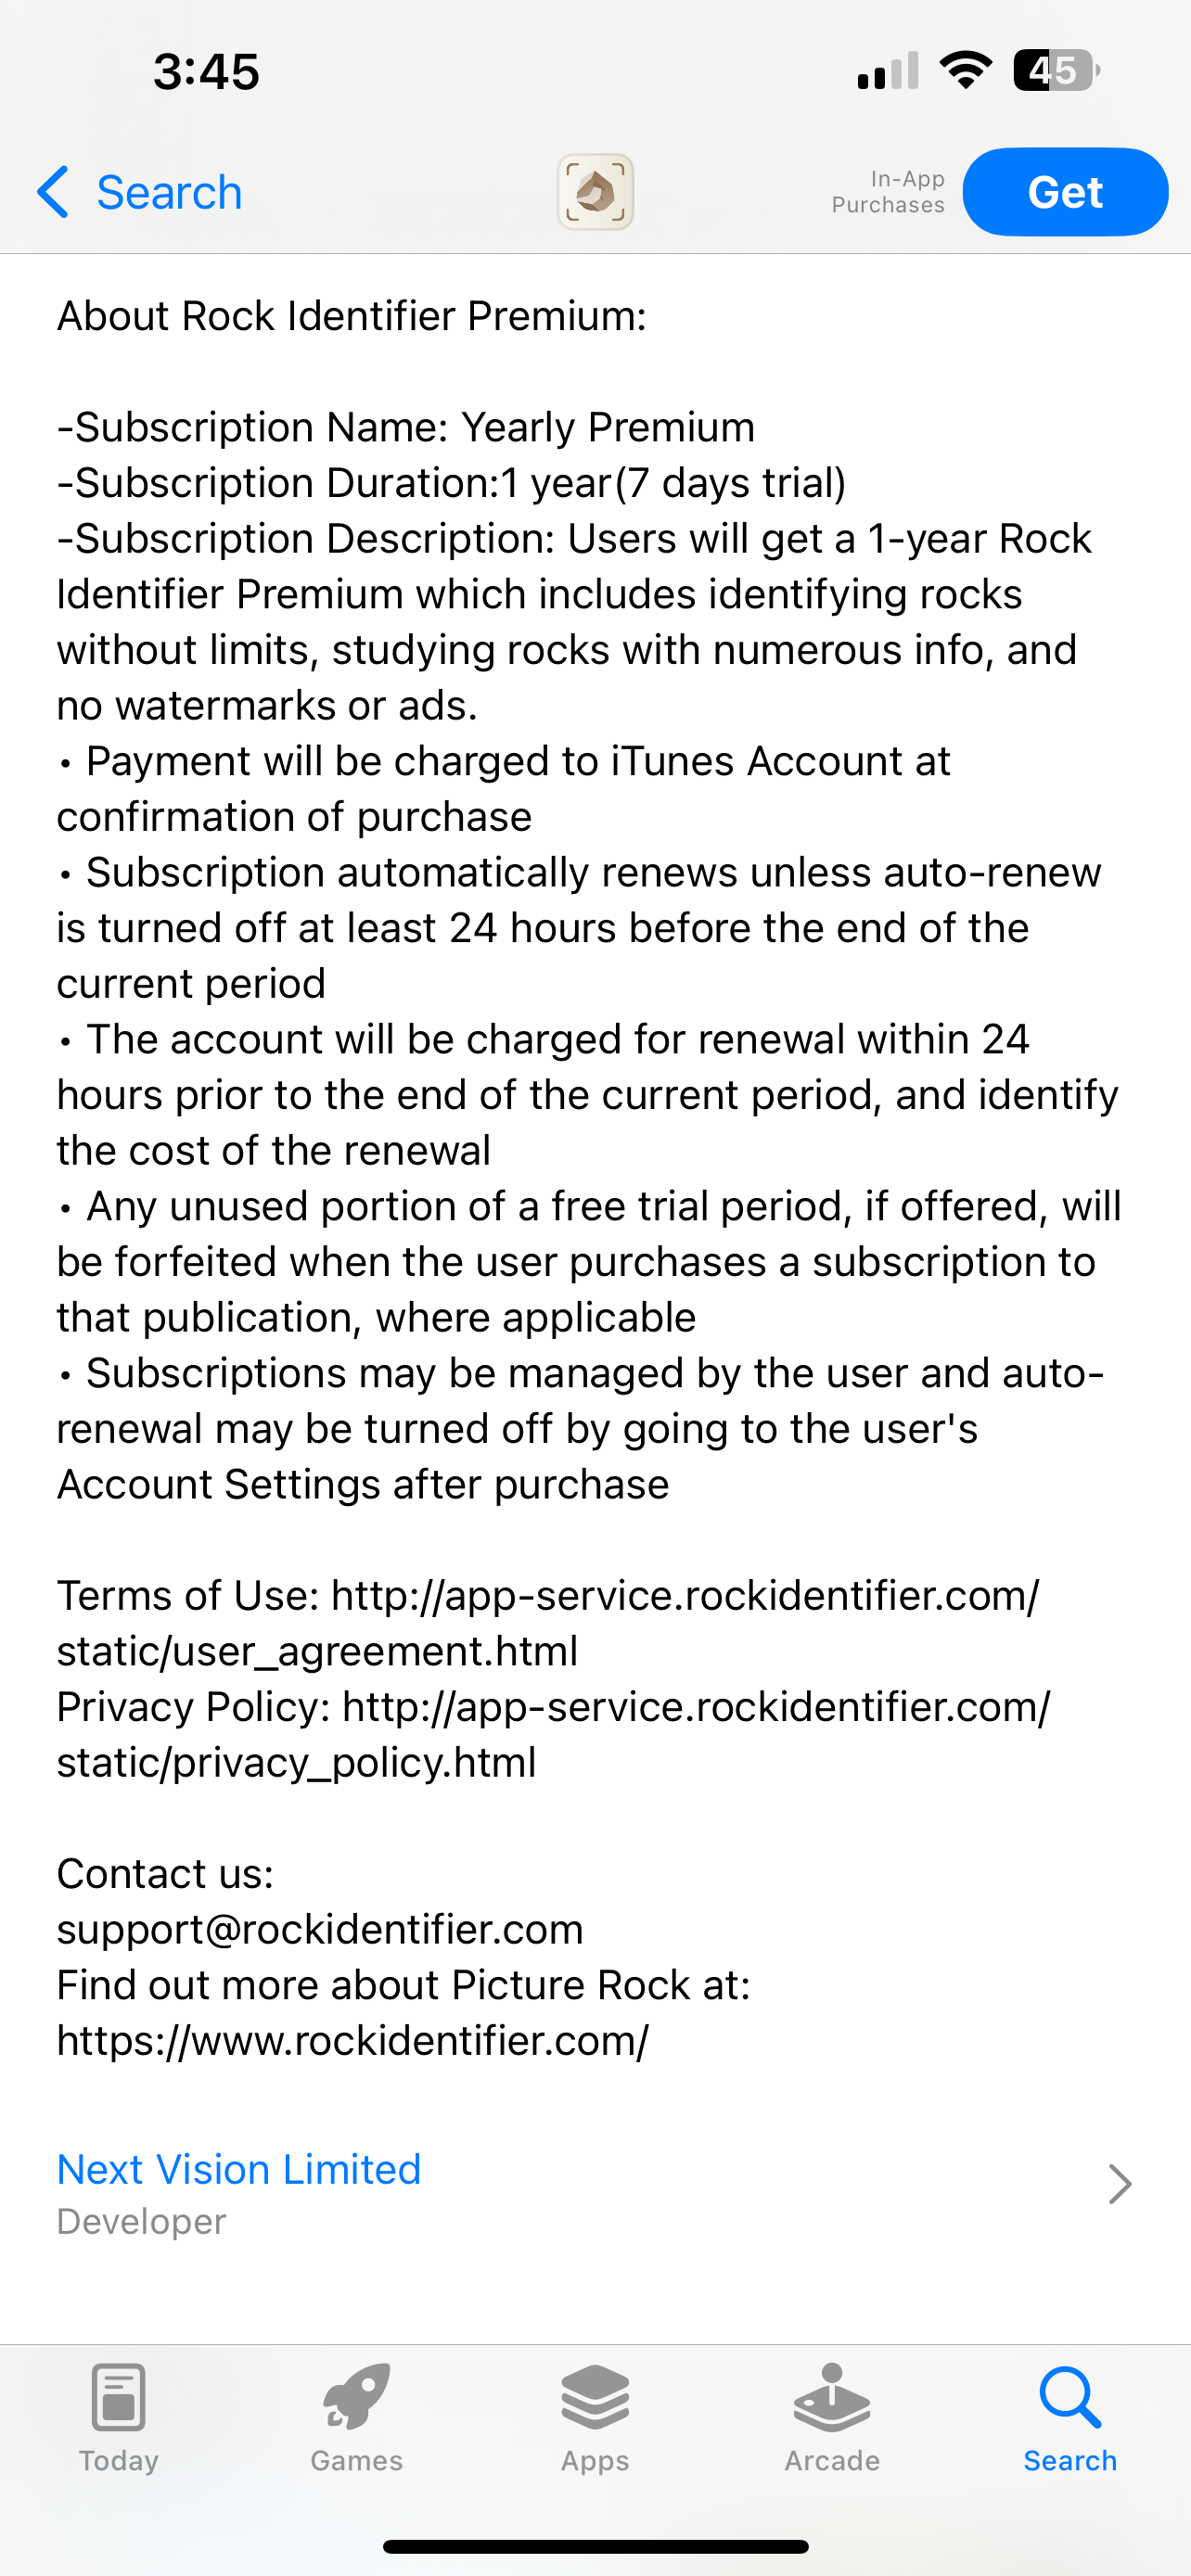 3:45
45
Search
In-App
Purchases
Get
About Rock Identifier Premium:
-Subscription Name: Yearly Premium
-Subscription Duration:1 year(7 days trial)
-Subscription Description: Users will get a 1-year Rock
Identifier Premium which includes identifying rocks
without limits, studying rocks with numerous info, and
no watermarks or ads.
• Payment will be charged to iTunes Account at
confirmation of purchase
• Subscription automatically renews unless auto-renew
is turned off at least 24 hours before the end of the
current period
• The account will be charged for renewal within 24
hours prior to the end of the current period, and identify
the cost of the renewal
• Any unused portion of a free trial period, if offered, will
be forfeited when the user purchases a subscription to
that publication, where applicable
• Subscriptions may be managed by the user and auto-
renewal may be turned off by going to the user's
Account Settings after purchase
Terms of Use: http://app-service.rockidentifier.com/
static/user_agreement.html
Privacy Policy: http://app-service.rockidentifier.com/
static/privacy_policy.html
Contact us:
support@rockidentifier.com
Find out more about Picture Rock at:
https://www.rockidentifier.com/
Next Vision Limited
Developer
Today
Games
Apps
Arcade
Search